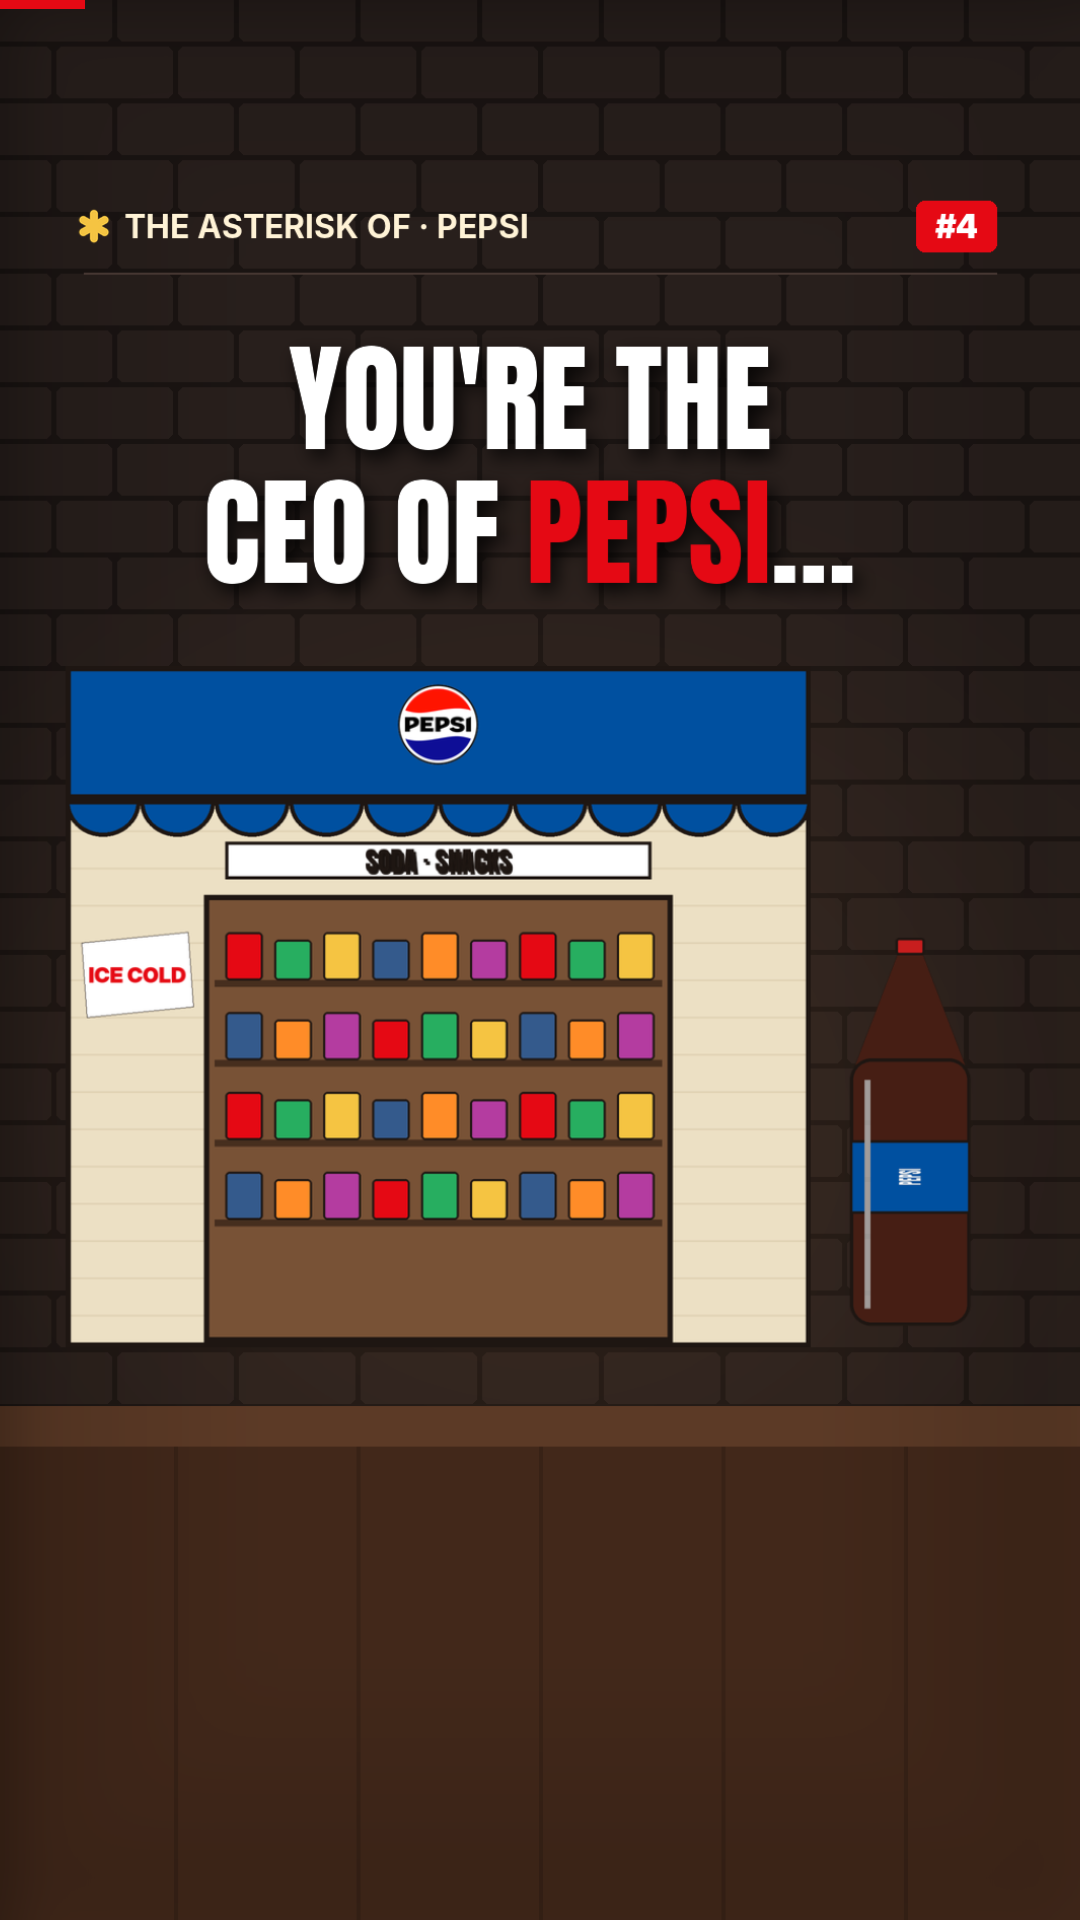 THE ASTERISK OF · PEPSI
#4
YOU'RE THE
CEO OF PEPSI...
PEPSI
SODA · SNACKS
ICE COLD